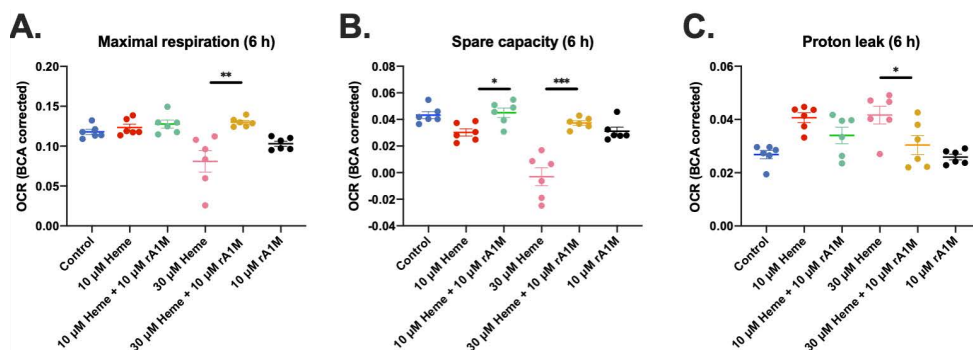 A.
Maximal respiration (6 h)
OCR (BCA corrected)
0.20
0.15
0.10
0.05
0.00
**
Control
10 µM Heme
10 µM Heme + 10 µM rA1M
30 µM Heme
30 µM Heme + 10 µM rA1M
10 µM rA1M
B.
Spare capacity (6 h)
OCR (BCA corrected)
0.08
0.06
0.04
0.02
0.00
-0.02
-0.04
*
***
Control
10 µM Heme
10 µM Heme + 10 µM rA1M
30 µM Heme
30 µM Heme + 10 µM rA1M
10 µM rA1M
C.
Proton leak (6 h)
OCR (BCA corrected)
0.06
0.04
0.02
0.00
*
Control
10 µM Heme
10 µM Heme + 10 µM rA1M
30 µM Heme
30 µM Heme + 10 µM rA1M
10 µM rA1M